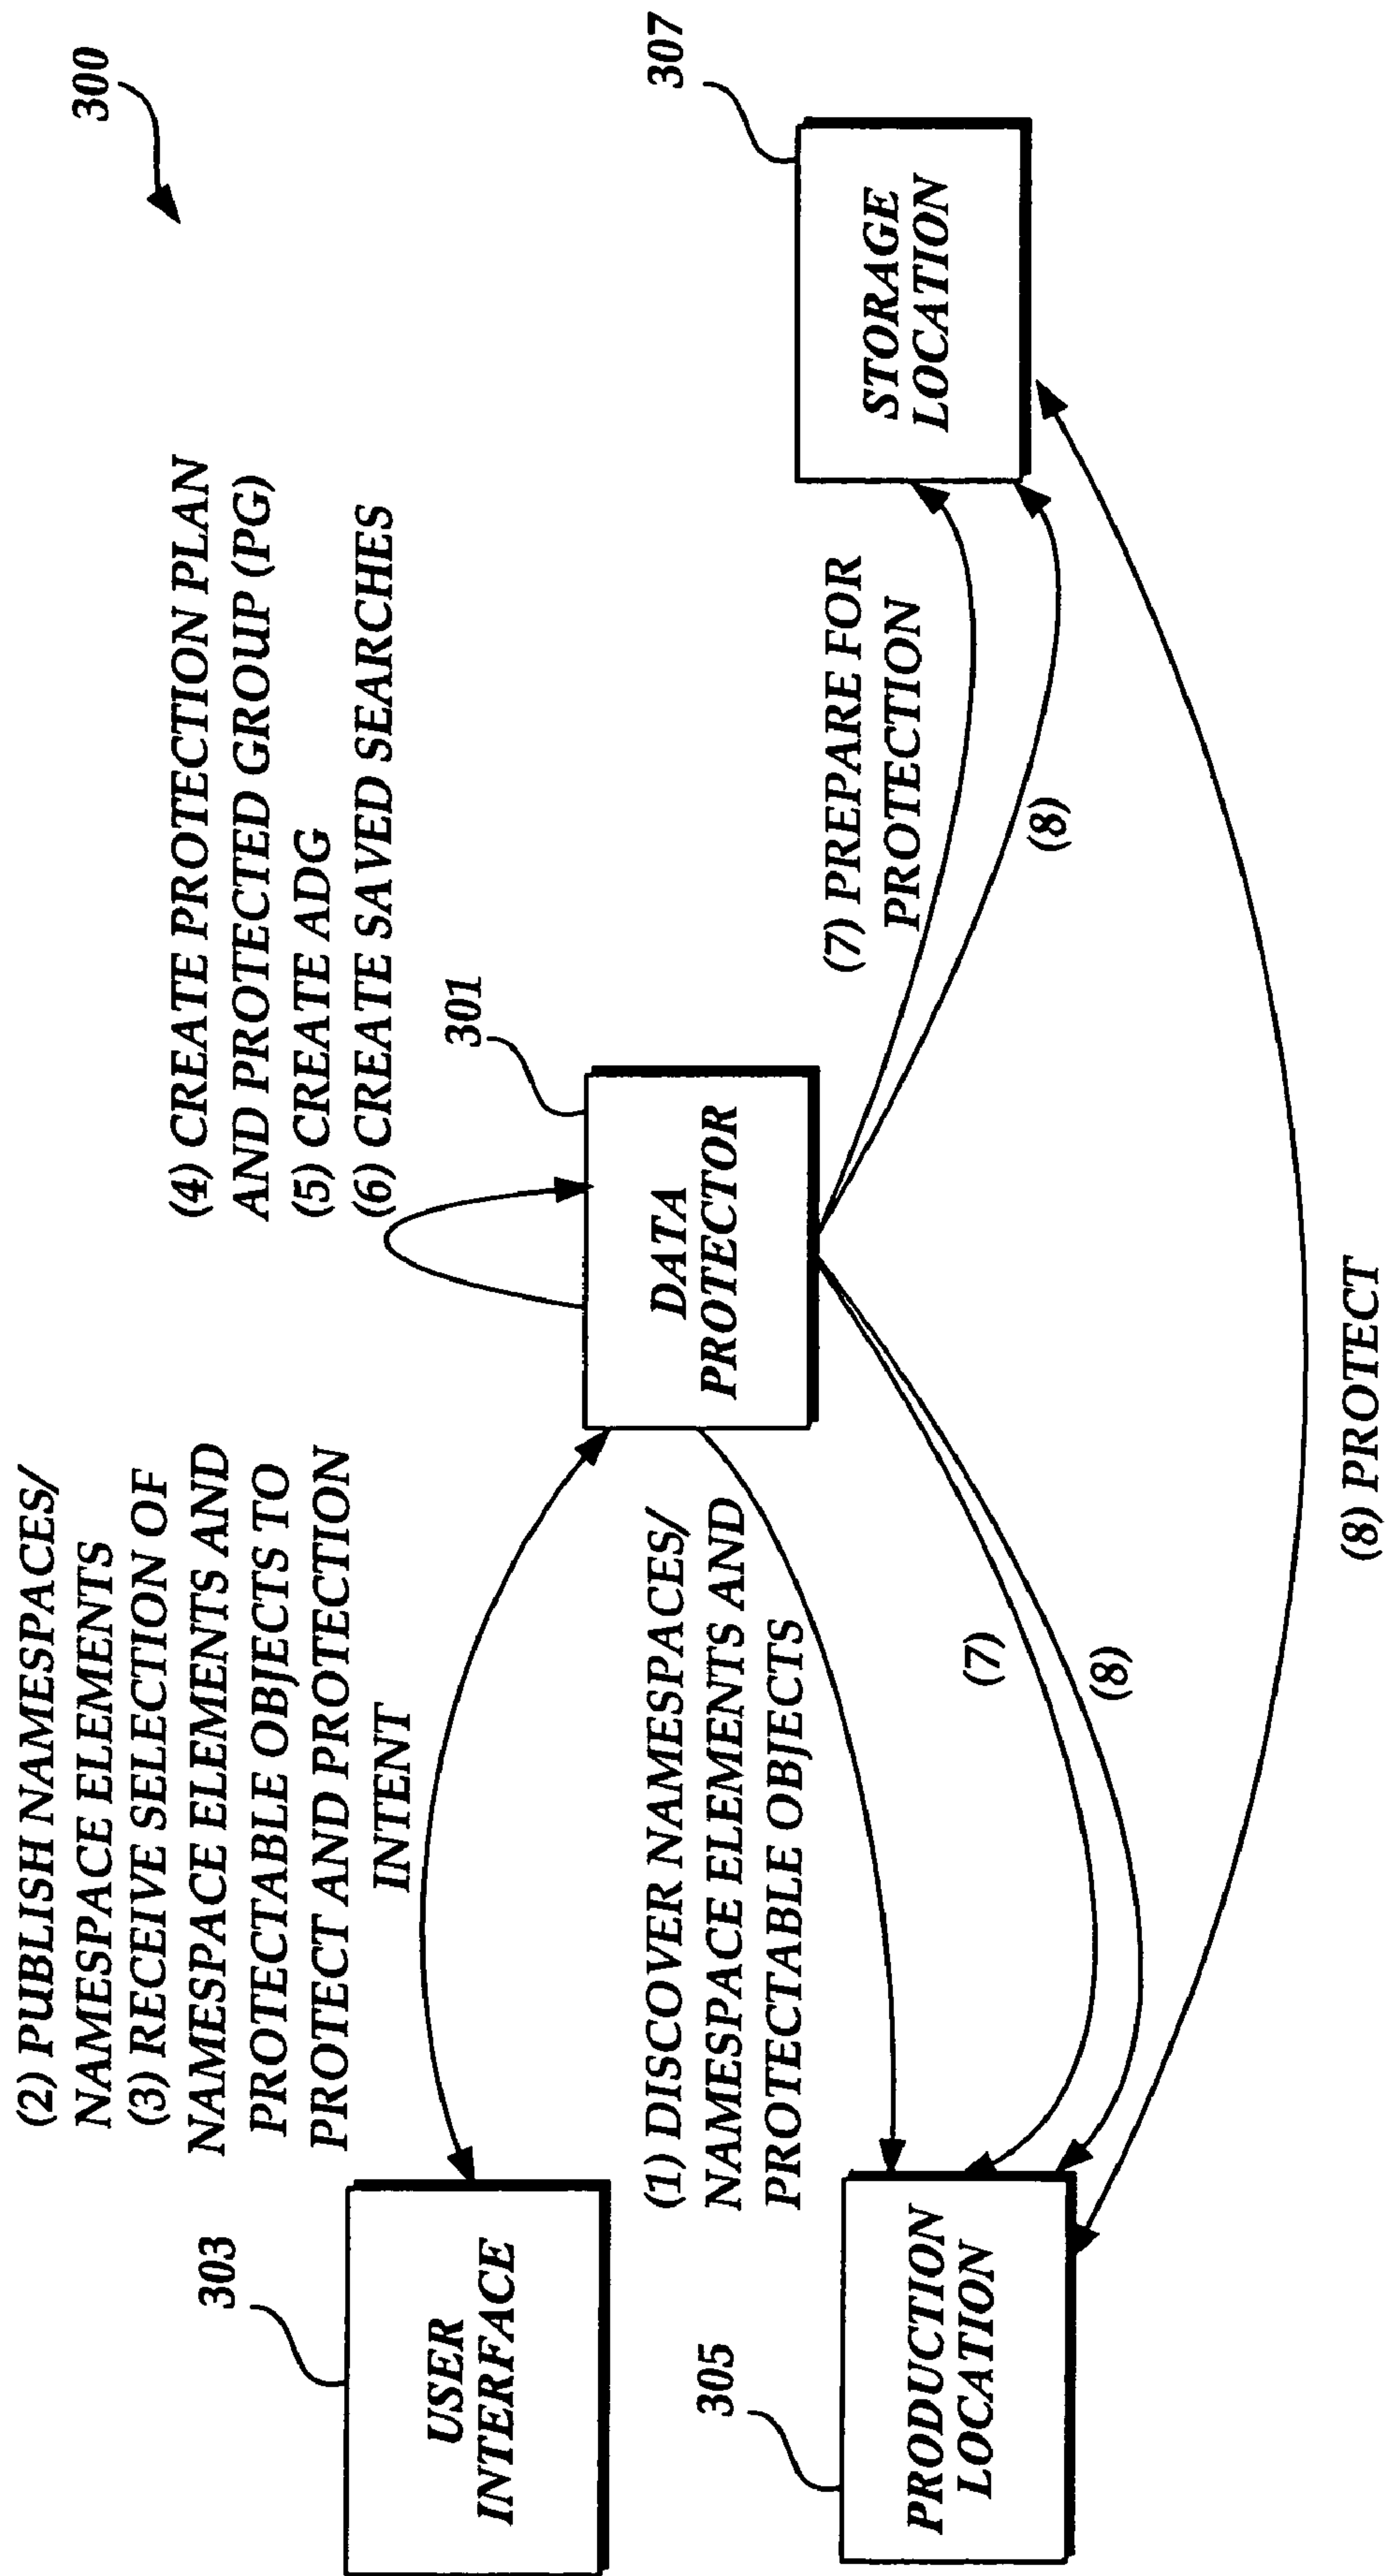 300
(2) PUBLISH NAMESPACES/
NAMESPACE ELEMENTS
(3) RECEIVE SELECTION OF
NAMESPACE ELEMENTS AND
PROTECTABLE OBJECTS TO
PROTECT AND PROTECTION
INTENT
(4) CREATE PROTECTION PLAN
AND PROTECTED GROUP (PG)
(5) CREATE ADG
(6) CREATE SAVED SEARCHES
303
USER
INTERFACE
301
DATA
PROTECTOR
307
STORAGE
LOCATION
(1) DISCOVER NAMESPACES/
NAMESPACE ELEMENTS AND
PROTECTABLE OBJECTS
(7) PREPARE FOR
PROTECTION
(8)
305
PRODUCTION
LOCATION
(7)
(8)
(8) PROTECT